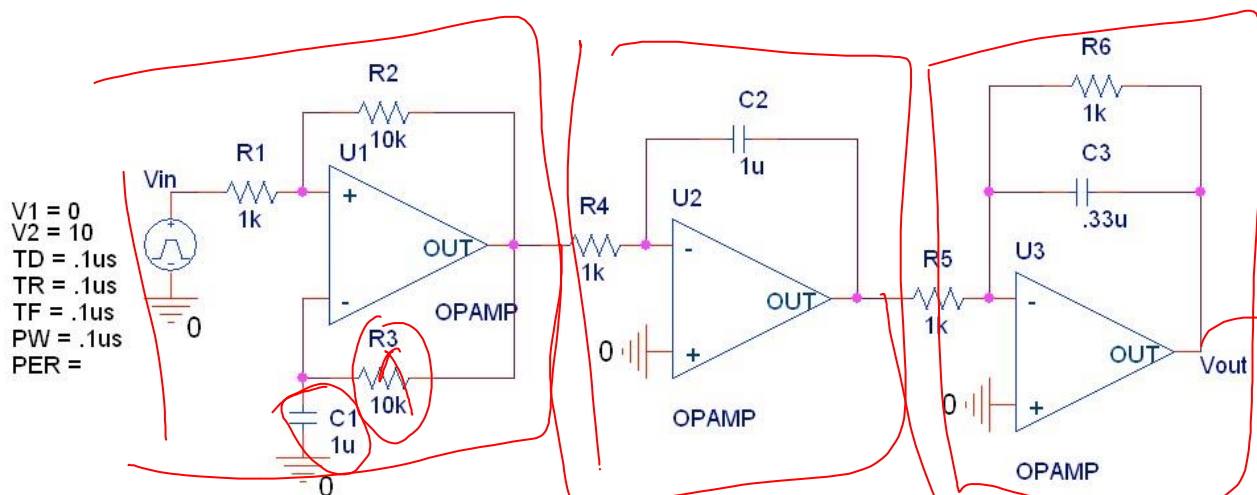 R2
10k
U1
R1
1k
Vin
+
-
OUT
OPAMP
V1 = 0
V2 = 10
TD = .1us
TR = .1us
TF = .1us
PW = .1us
PER =
+
-
0
R3
10k
C1
1u
0
C2
1u
R4
1k
U2
-
+
OUT
0
OPAMP
R6
1k
C3
.33u
R5
1k
U3
-
+
OUT
0
Vout
OPAMP